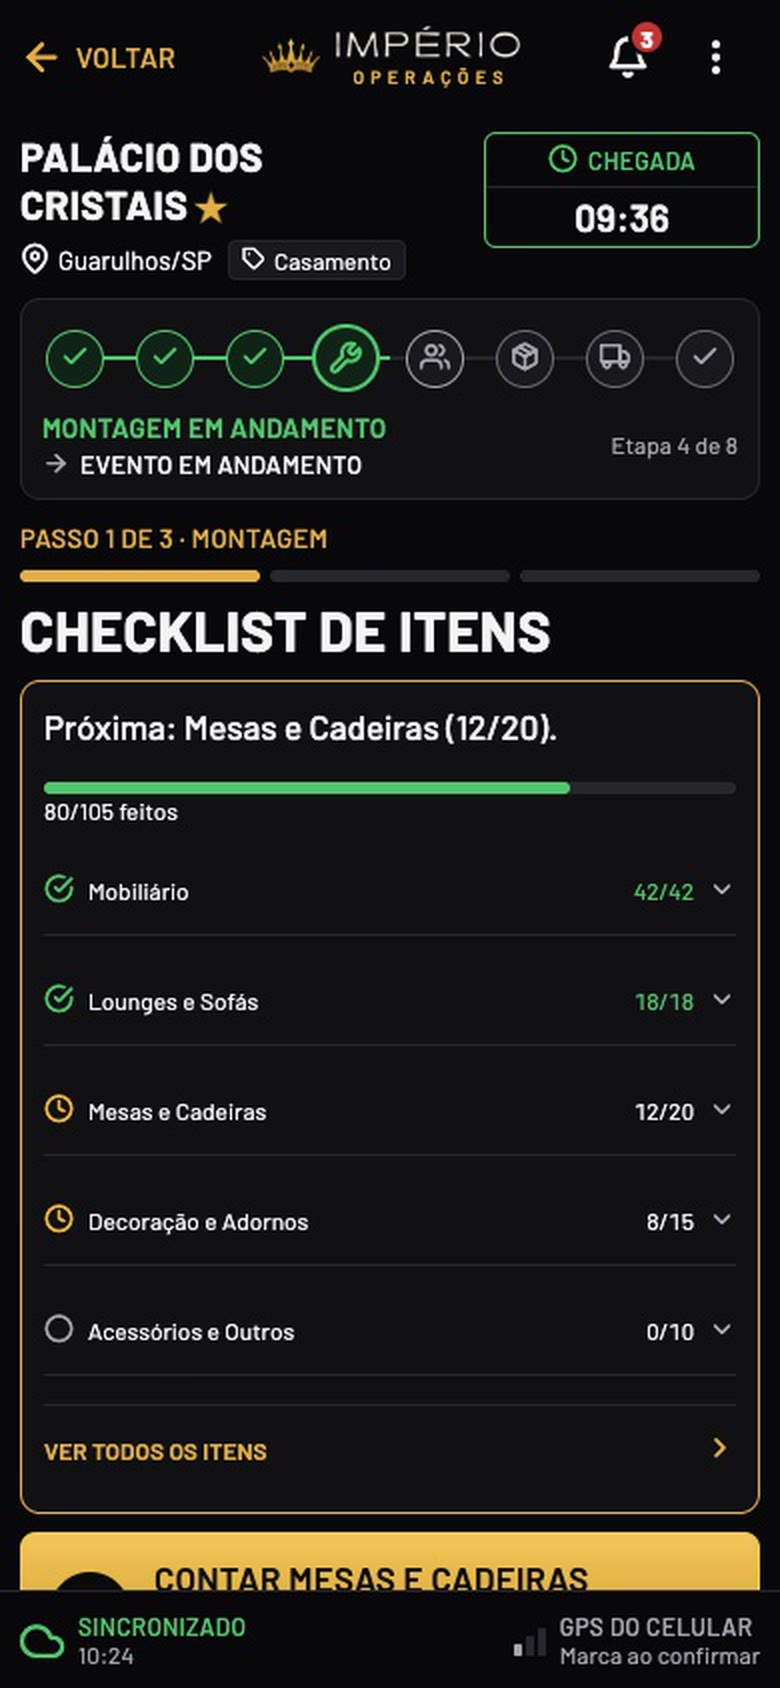 VOLTAR
IMPÉRIO
OPERAÇÕES
3
PALÁCIO DOS
CRISTAIS
CHEGADA
09:36
Guarulhos/SP
Casamento
MONTAGEM EM ANDAMENTO
→ EVENTO EM ANDAMENTO
Etapa 4 de 8
PASSO 1 DE 3 · MONTAGEM
CHECKLIST DE ITENS
Próxima: Mesas e Cadeiras (12/20).
80/105 feitos
Mobiliário 42/42
Lounges e Sofás 18/18
Mesas e Cadeiras 12/20
Decoração e Adornos 8/15
Acessórios e Outros 0/10
VER TODOS OS ITENS
CONTAR MESAS E CADEIRAS
SINCRONIZADO
10:24
GPS DO CELULAR
Marca ao confirmar